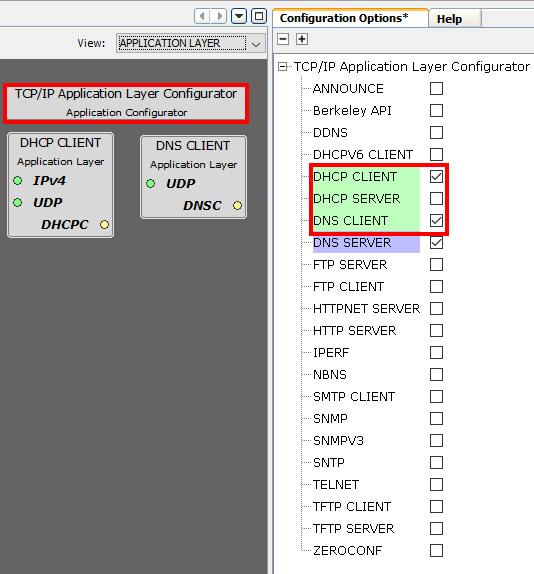 View: APPLICATION LAYER
TCP/IP Application Layer Configurator
Application Configurator
DHCP CLIENT
Application Layer
IPv4
UDP
DHCPC
DNS CLIENT
Application Layer
UDP
DNSC
Configuration Options*
Help
TCP/IP Application Layer Configurator
ANNOUNCE
Berkeley API
DDNS
DHCPV6 CLIENT
DHCP CLIENT
DHCP SERVER
DNS CLIENT
DNS SERVER
FTP SERVER
FTP CLIENT
HTTPNET SERVER
HTTP SERVER
IPERF
NBNS
SMTP CLIENT
SNMP
SNMPV3
SNTP
TELNET
TFTP CLIENT
TFTP SERVER
ZEROCONF